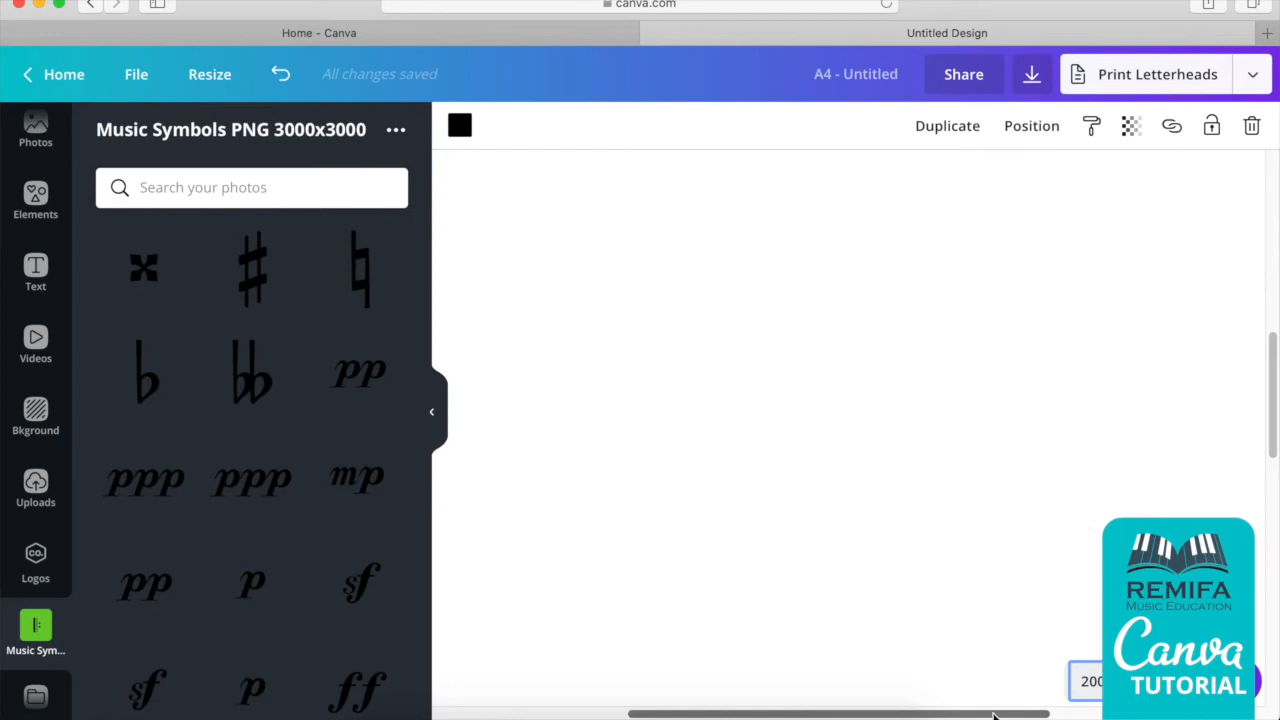 canva.com
Home - Canva
Untitled Design
Home
File
Resize
All changes saved
A4 - Untitled
Share
Print Letterheads
Photos
Elements
Text
Videos
Bkground
Uploads
co.
Logos
Music Sym...
Music Symbols PNG 3000x3000
Search your photos
pp
ppp
ppp
mp
pp
p
sf
sf
p
ff
Duplicate
Position
200
REMIFA
MUSIC EDUCATION
Canva
TUTORIAL